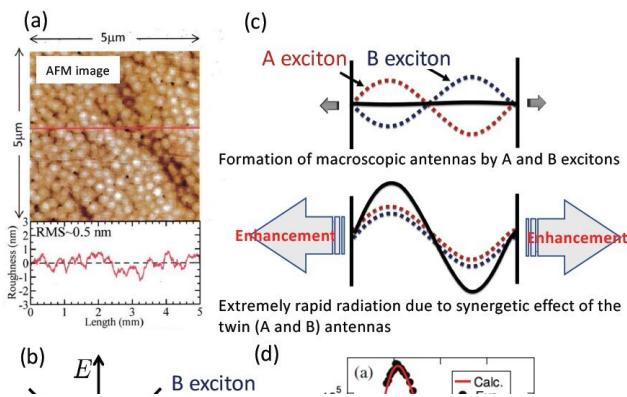 (a)
5μm
AFM image
5μm
RMS~0.5 nm
Roughness (nm)
3
2
1
0
-1
-2
-3
0 1 2 3 4 5
Length (mm)
(c)
A exciton B exciton
Formation of macroscopic antennas by A and B excitons
Enhancement Enhancement
Extremely rapid radiation due to synergetic effect of the
twin (A and B) antennas
(b)
E
B exciton
(d)
(a)
Calc.